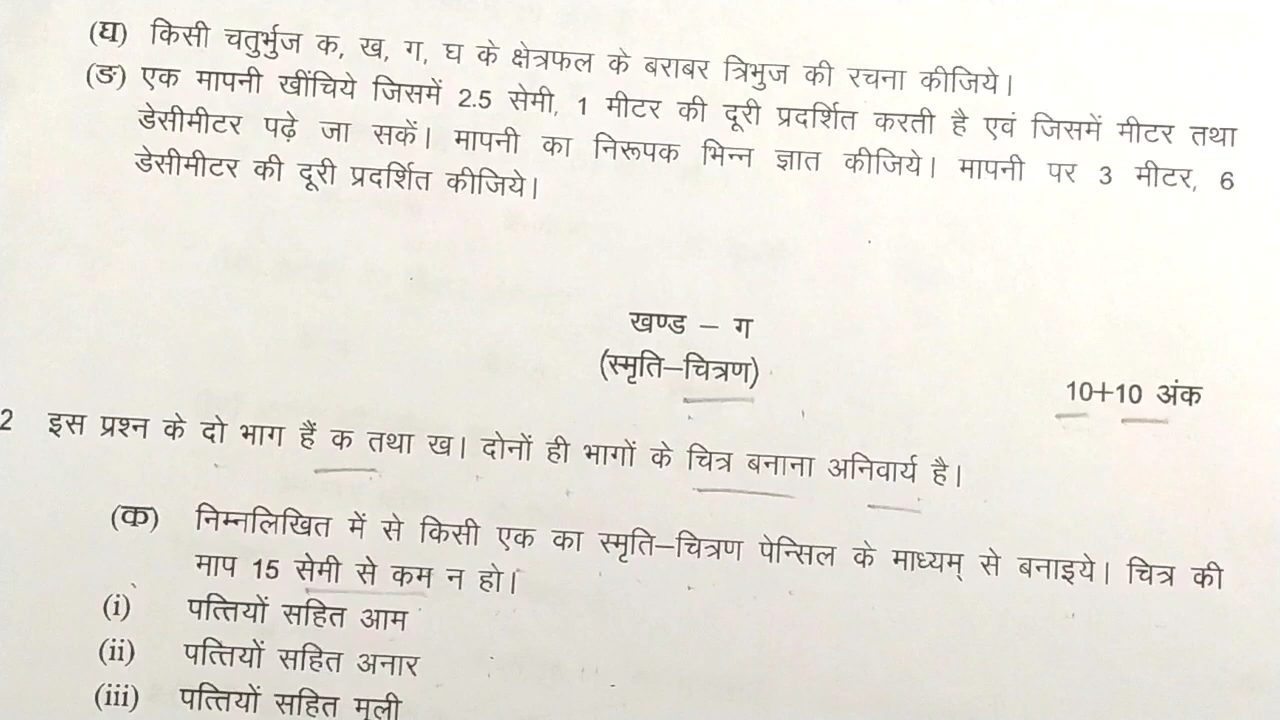 (घ) किसी चतुर्भुज क, ख, ग, घ के क्षेत्रफल के बराबर त्रिभुज की रचना कीजिये।
(ङ) एक मापनी खींचिये जिसमें 2.5 सेमी, 1 मीटर की दूरी प्रदर्शित करती है एवं जिसमें मीटर तथा
डेसीमीटर पढ़े जा सकें। मापनी का निरूपक भिन्न ज्ञात कीजिये। मापनी पर 3 मीटर, 6
डेसीमीटर की दूरी प्रदर्शित कीजिये।
खण्ड – ग
(स्मृति–चित्रण)
10+10 अंक
2 इस प्रश्न के दो भाग हैं क तथा ख। दोनों ही भागों के चित्र बनाना अनिवार्य है।
(क) निम्नलिखित में से किसी एक का स्मृति–चित्रण पेन्सिल के माध्यम् से बनाइये। चित्र की
माप 15 सेमी से कम न हो।
(i) पत्तियों सहित आम
(ii) पत्तियों सहित अनार
(iii) पत्तियों सहित मूली